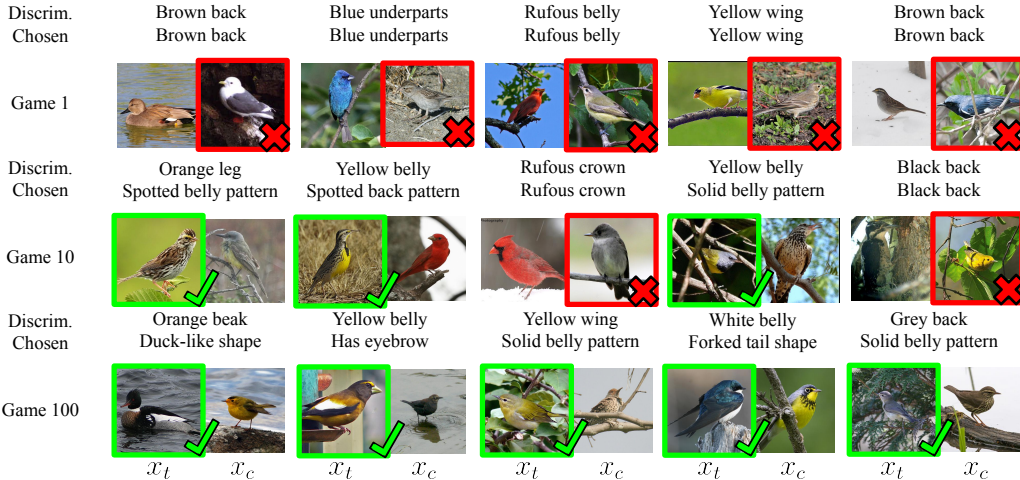 Discrim. Brown back Blue underparts Rufous belly Yellow wing Brown back
Chosen Brown back Blue underparts Rufous belly Yellow wing Brown back
Game 1
Discrim. Orange leg Yellow belly Rufous crown Yellow belly Black back
Chosen Spotted belly pattern Spotted back pattern Rufous crown Solid belly pattern Black back
Game 10
Discrim. Orange beak Yellow belly Yellow wing White belly Grey back
Chosen Duck-like shape Has eyebrow Solid belly pattern Forked tail shape Solid belly pattern
Game 100
x_t x_c x_t x_c x_t x_c x_t x_c x_t x_c